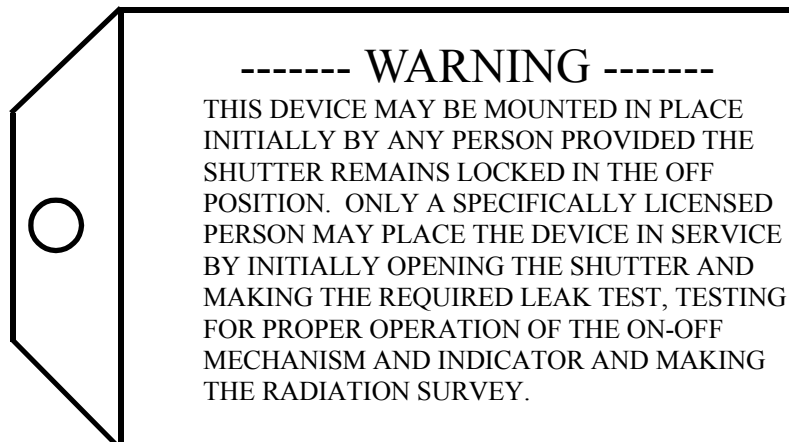 ------- WARNING -------
THIS DEVICE MAY BE MOUNTED IN PLACE
INITIALLY BY ANY PERSON PROVIDED THE
SHUTTER REMAINS LOCKED IN THE OFF
POSITION.  ONLY A SPECIFICALLY LICENSED
PERSON MAY PLACE THE DEVICE IN SERVICE
BY INITIALLY OPENING THE SHUTTER AND
MAKING THE REQUIRED LEAK TEST, TESTING
FOR PROPER OPERATION OF THE ON-OFF
MECHANISM AND INDICATOR AND MAKING
THE RADIATION SURVEY.